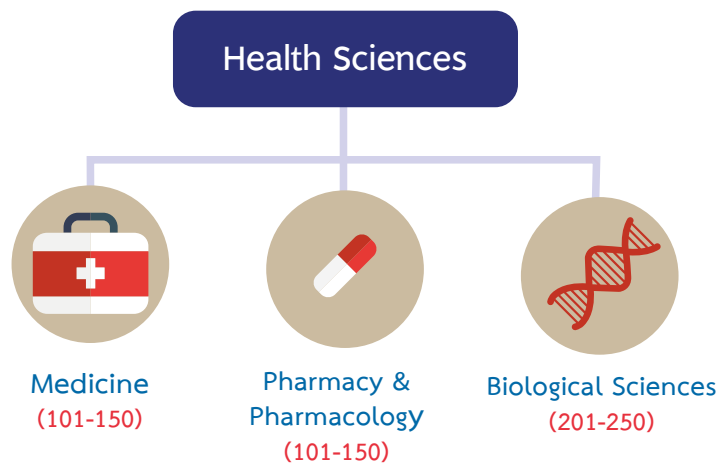 Health Sciences
Medicine
(101-150)
Pharmacy &
Pharmacology
(101-150)
Biological Sciences
(201-250)